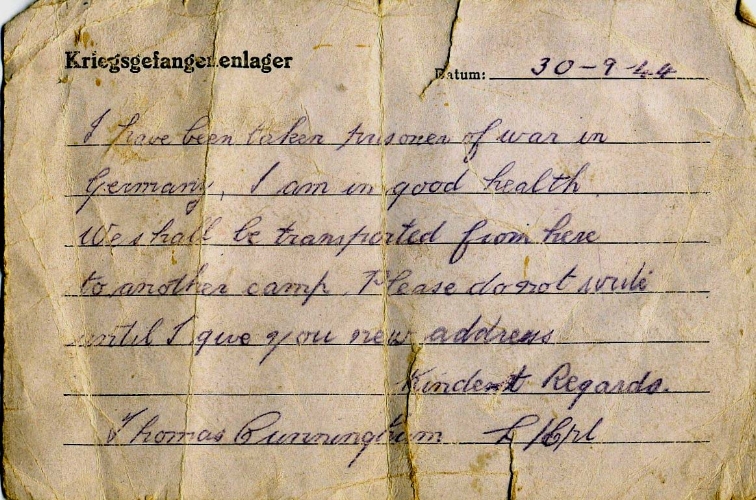 Kriegsgefangenenlager
Datum: 30-9-44
I have been taken prisoner of war in
Germany, I am in good health
We shall be transported from here
to another camp. Please do not write
until I give you new address
Kindest Regards.
Thomas Cunningham L/Cpl